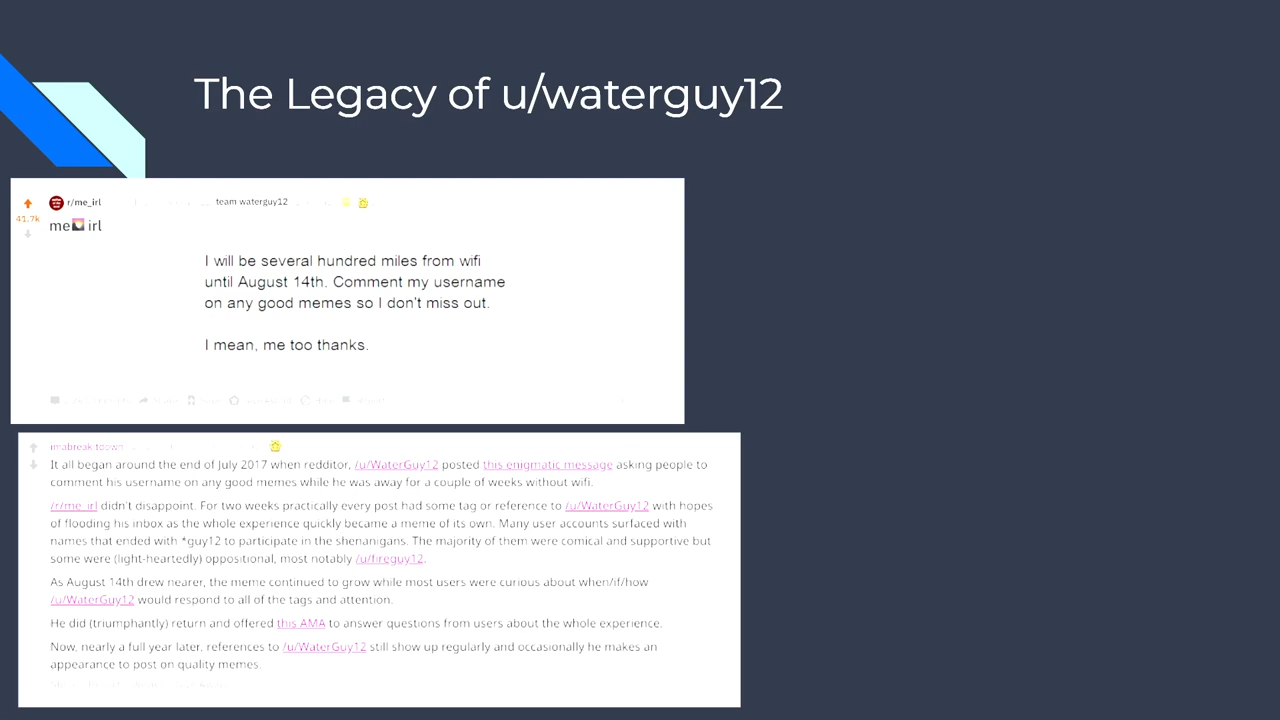 The Legacy of u/waterguy12
r/me_irl
team waterguy12
41.7k
me irl
I will be several hundred miles from wifi
until August 14th. Comment my username
on any good memes so I don't miss out.
I mean, me too thanks.
It all began around the end of July 2017 when redditor, /u/WaterGuy12 posted this enigmatic message asking people to
comment his username on any good memes while he was away for a couple of weeks without wifi.
/r/me_irl didn't disappoint. For two weeks practically every post had some tag or reference to /u/WaterGuy12 with hopes
of flooding his inbox as the whole experience quickly became a meme of its own. Many user accounts surfaced with
names that ended with *guy12 to participate in the shenanigans. The majority of them were comical and supportive but
some were (light-heartedly) oppositional, most notably /u/fireguy12.
As August 14th drew nearer, the meme continued to grow while most users were curious about when/if/how
/u/WaterGuy12 would respond to all of the tags and attention.
He did (triumphantly) return and offered this AMA to answer questions from users about the whole experience.
Now, nearly a full year later, references to /u/WaterGuy12 still show up regularly and occasionally he makes an
appearance to post on quality memes.